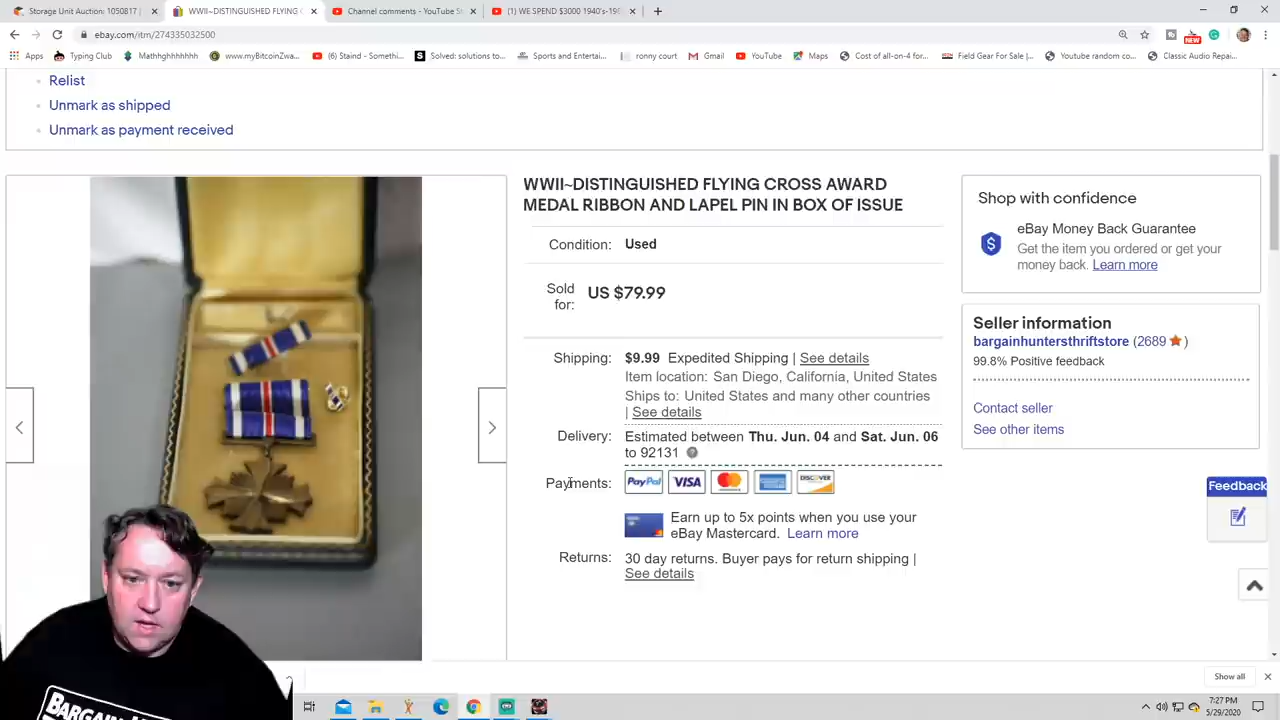 Storage Unit Auction: 1050817
WWII~DISTINGUISHED FLYING C
Channel comments - YouTube S
(1) WE SPEND $3000 1940's-19
ebay.com/itm/274335032500
NEW
Apps
Typing Club
Mathhghhhhhh
www.myBitcoinZwa...
(6) Staind - Somethi...
Solved: solutions to...
Sports and Entertai...
ronny court
Gmail
YouTube
Maps
Cost of all-on-4 for...
Field Gear For Sale |...
Youtube random co...
Classic Audio Repai...
Relist
Unmark as shipped
Unmark as payment received
WWII~DISTINGUISHED FLYING CROSS AWARD
MEDAL RIBBON AND LAPEL PIN IN BOX OF ISSUE
Condition: Used
Sold
for: US $79.99
Shipping: $9.99 Expedited Shipping | See details
Item location: San Diego, California, United States
Ships to: United States and many other countries
| See details
Delivery: Estimated between Thu. Jun. 04 and Sat. Jun. 06
to 92131
Payments: PayPal VISA DISCOVER
Earn up to 5x points when you use your
eBay Mastercard. Learn more
Returns: 30 day returns. Buyer pays for return shipping |
See details
Shop with confidence
eBay Money Back Guarantee
Get the item you ordered or get your
money back. Learn more
Seller information
bargainhuntersthriftstore (2689 )
99.8% Positive feedback
Contact seller
See other items
Feedback
Show all
7:27 PM
5/29/2020
BARGAIN